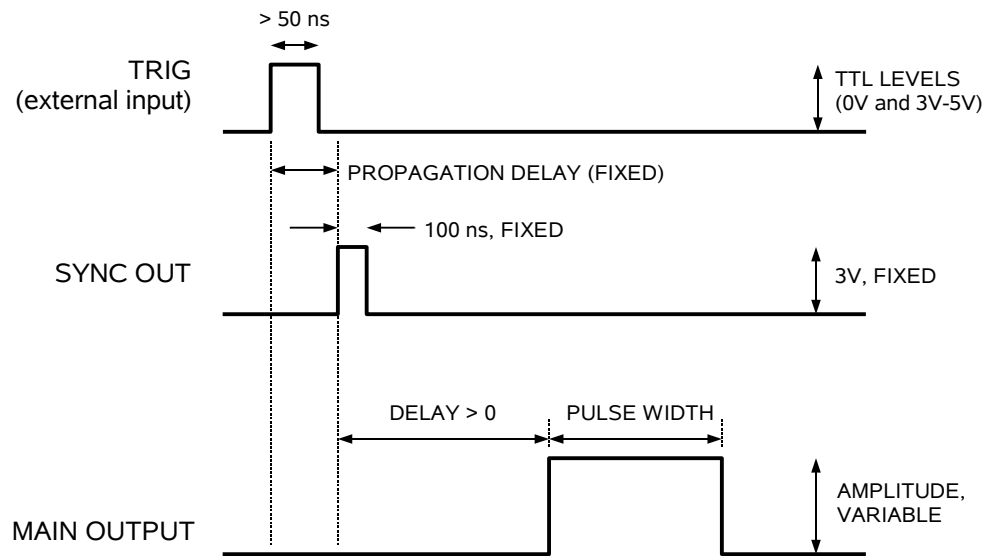 > 50 ns
TRIG
(external input)
TTL LEVELS
(0V and 3V-5V)
PROPAGATION DELAY (FIXED)
100 ns, FIXED
SYNC OUT
3V, FIXED
DELAY > 0
PULSE WIDTH
AMPLITUDE,
VARIABLE
MAIN OUTPUT